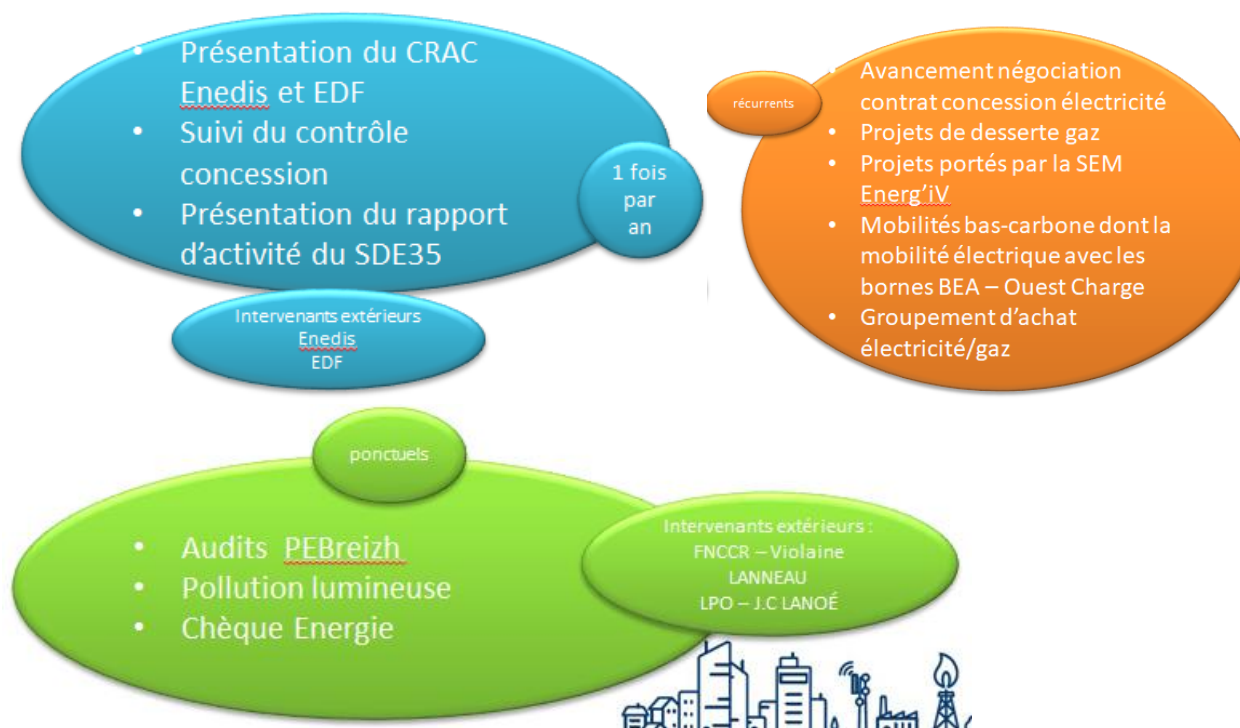 • Présentation du CRAC
Enedis et EDF
• Suivi du contrôle
concession
• Présentation du rapport
d'activité du SDE35
1 fois
par
an
Intervenants extérieurs
Enedis
EDF
récurrents
• Avancement négociation
contrat concession électricité
• Projets de desserte gaz
• Projets portés par la SEM
Energ'iV
• Mobilités bas-carbone dont la
mobilité électrique avec les
bornes BEA – Ouest Charge
• Groupement d'achat
électricité/gaz
ponctuels
• Audits PEBreizh
• Pollution lumineuse
• Chèque Energie
Intervenants extérieurs :
FNCCR – Violaine
LANNEAU
LPO – J.C LANOÉ